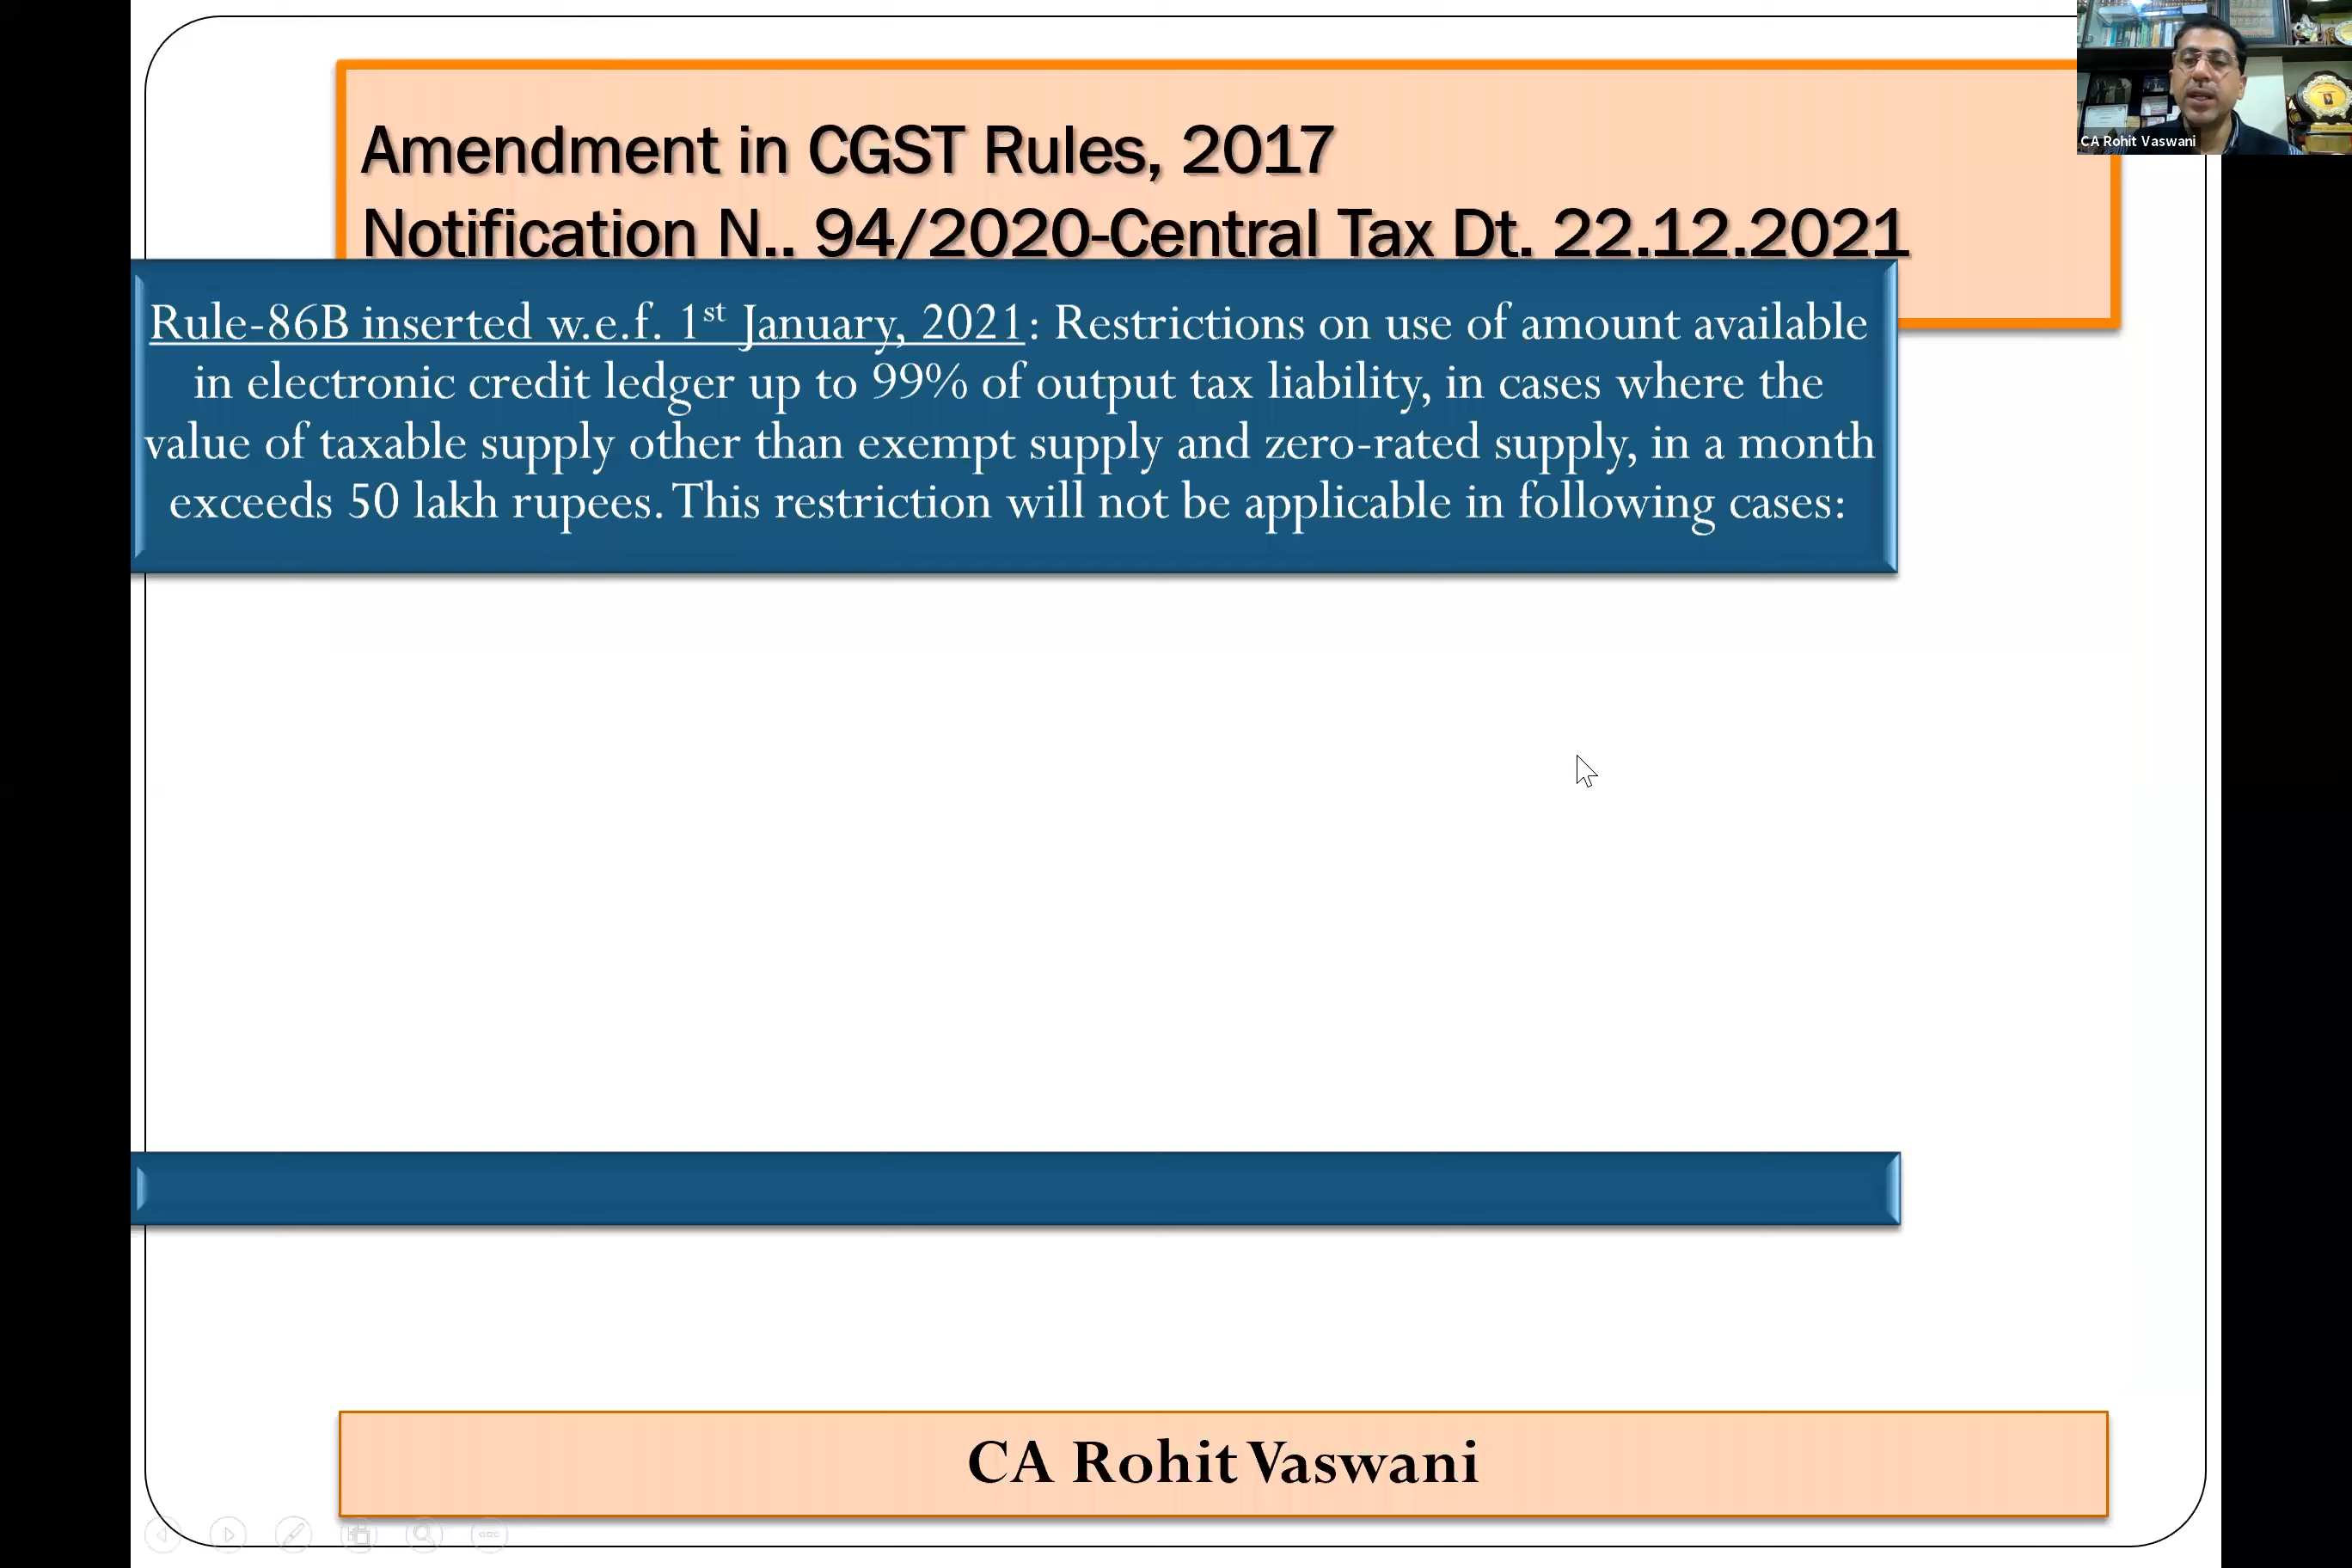 Amendment in CGST Rules, 2017
Notification N.. 94/2020-Central Tax Dt. 22.12.2021
CA Rohit Vaswani
Rule-86B inserted w.e.f. 1st January, 2021: Restrictions on use of amount available
in electronic credit ledger up to 99% of output tax liability, in cases where the
value of taxable supply other than exempt supply and zero-rated supply, in a month
exceeds 50 lakh rupees. This restriction will not be applicable in following cases:
CA Rohit Vaswani